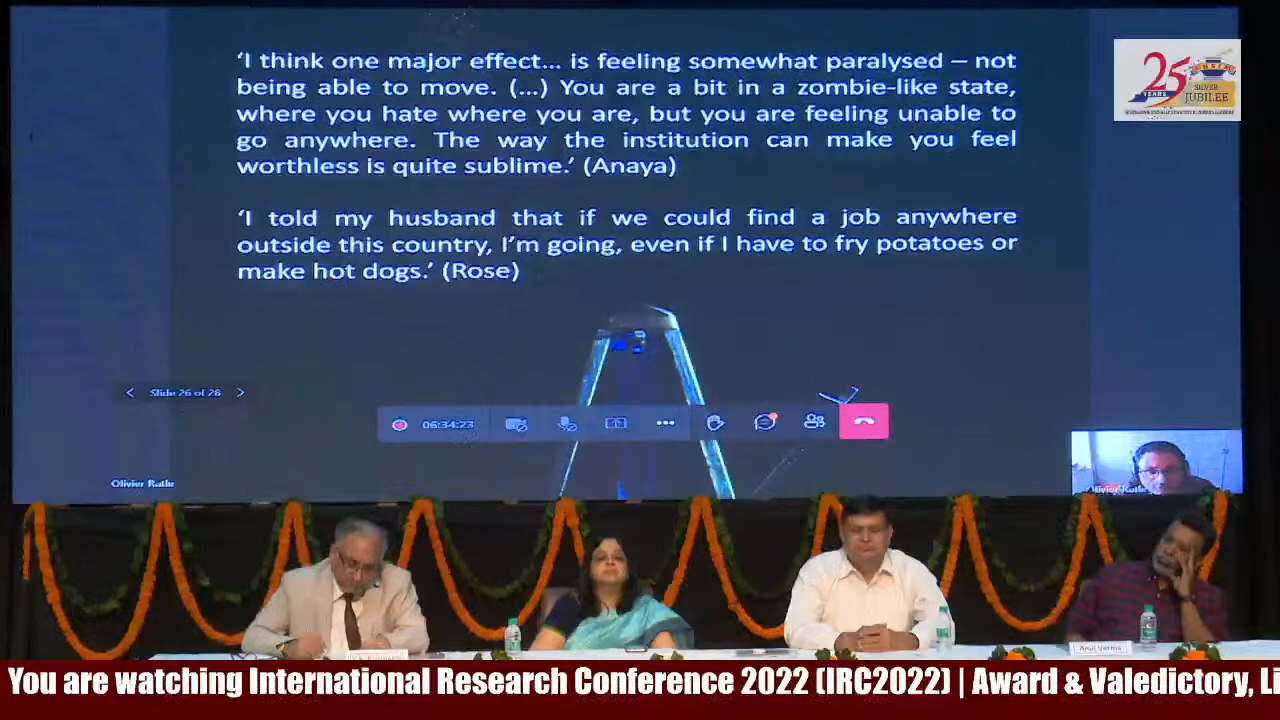 ‘I think one major effect... is feeling somewhat paralysed – not
being able to move. (...) You are a bit in a zombie-like state,
where you hate where you are, but you are feeling unable to
go anywhere. The way the institution can make you feel
worthless is quite sublime.’ (Anaya)
‘I told my husband that if we could find a job anywhere
outside this country, I’m going, even if I have to fry potatoes or
make hot dogs.’ (Rose)
25
YEARS
SILVER
JUBILEE
Slide 26 of 28
06:34:23
Olivier
Olivier
Verma
You are watching International Research Conference 2022 (IRC2022) | Award & Valedictory, Li